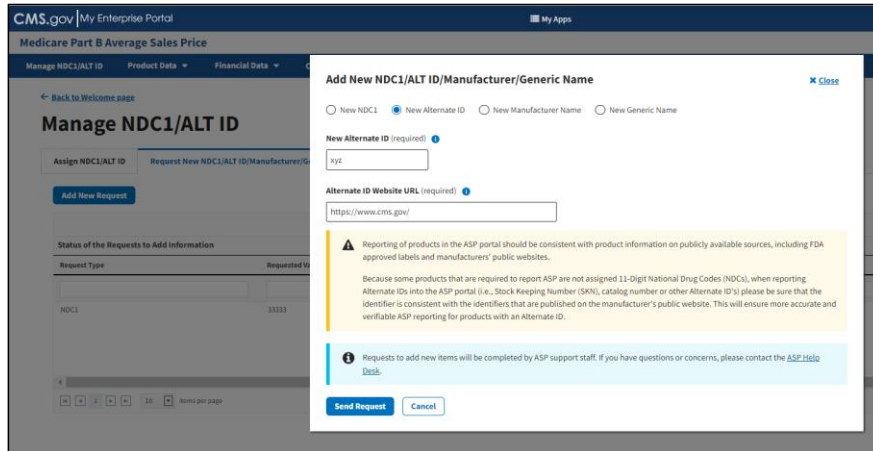 CMS.gov My Enterprise Portal
My Apps
Medicare Part B Average Sales Price
Manage NDC1/ALT ID Product Data Financial Data
Back to Welcome page
Manage NDC1/ALT ID
Assign NDC1/ALT ID Request New NDC1/ALT ID/Manufacturer/G
Add New Request
Status of the Requests to Add Information
Request Type Requested Va
NDC1 33333
1 10 items per page
Add New NDC1/ALT ID/Manufacturer/Generic Name
Close
New NDC1 New Alternate ID New Manufacturer Name New Generic Name
New Alternate ID (required)
xyz
Alternate ID Website URL (required)
https://www.cms.gov/
Reporting of products in the ASP portal should be consistent with product information on publicly available sources, including FDA
approved labels and manufacturers' public websites.
Because some products that are required to report ASP are not assigned 11-Digit National Drug Codes (NDCs), when reporting
Alternate IDs into the ASP portal (i.e., Stock Keeping Number (SKN), catalog number or other Alternate ID's) please be sure that the
identifier is consistent with the identifiers that are published on the manufacturer's public website. This will ensure more accurate and
verifiable ASP reporting for products with an Alternate ID.
Requests to add new items will be completed by ASP support staff. If you have questions or concerns, please contact the ASP Help
Desk.
Send Request Cancel